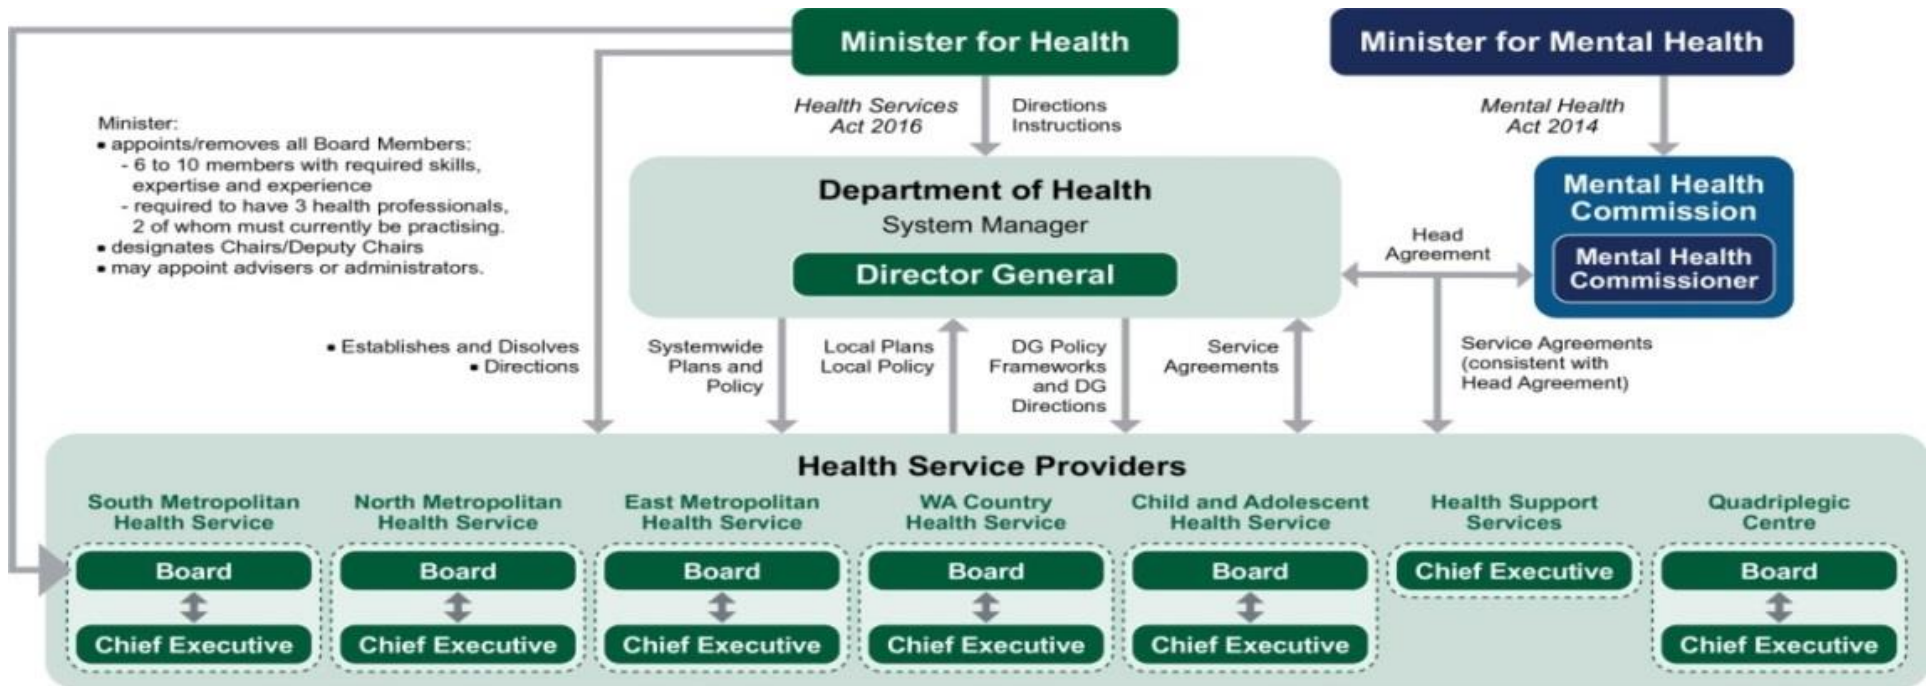 Minister for Health
Minister for Mental Health
Health Services
Act 2016
Directions
Instructions
Mental Health
Act 2014
Minister:
▪ appoints/removes all Board Members:
- 6 to 10 members with required skills,
expertise and experience
- required to have 3 health professionals,
2 of whom must currently be practising.
▪ designates Chairs/Deputy Chairs
▪ may appoint advisers or administrators.
Department of Health
System Manager
Director General
Head
Agreement
Mental Health
Commission
Mental Health
Commissioner
▪ Establishes and Disolves
▪ Directions
Systemwide
Plans and
Policy
Local Plans
Local Policy
DG Policy
Frameworks
and DG
Directions
Service
Agreements
Service Agreements
(consistent with
Head Agreement)
Health Service Providers
South Metropolitan
Health Service
Board
Chief Executive
North Metropolitan
Health Service
Board
Chief Executive
East Metropolitan
Health Service
Board
Chief Executive
WA Country
Health Service
Board
Chief Executive
Child and Adolescent
Health Service
Board
Chief Executive
Health Support
Services
Chief Executive
Quadriplegic
Centre
Board
Chief Executive